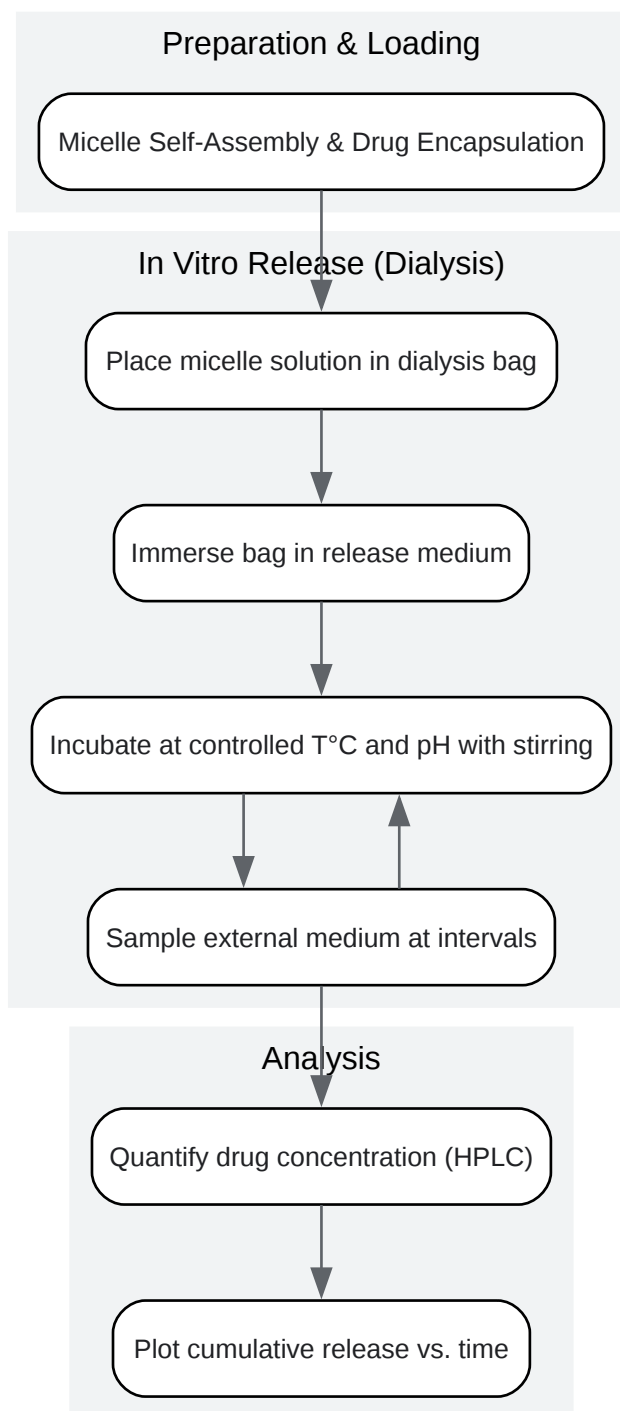 Preparation & Loading
Micelle Self-Assembly & Drug Encapsulation
In Vitro Release (Dialysis)
Place micelle solution in dialysis bag
Immerse bag in release medium
Incubate at controlled T°C and pH with stirring
Sample external medium at intervals
Analysis
Quantify drug concentration (HPLC)
Plot cumulative release vs. time